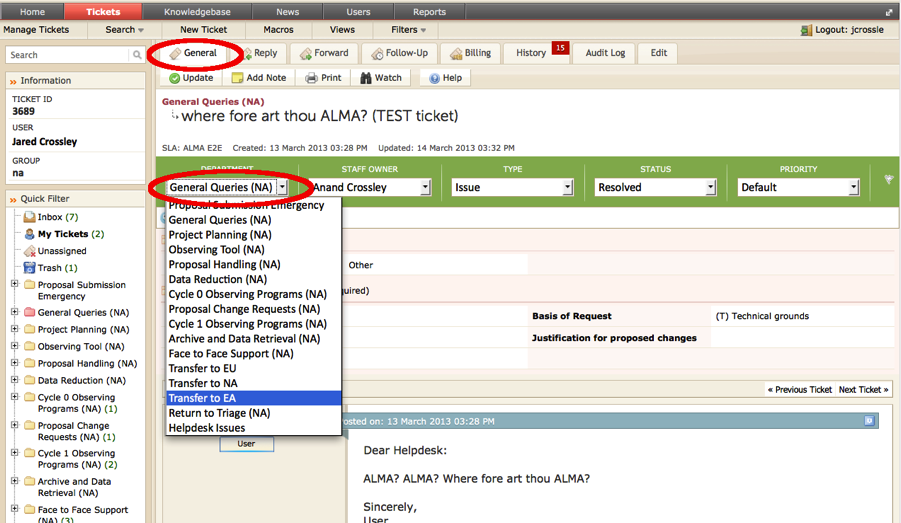 Home Tickets Knowledgebase News Users Reports
Manage Tickets Search New Ticket Macros Views Filters Logout: jcrossie
Search
General Reply Forward Follow-Up Billing History 15 Audit Log Edit
Update Add Note Print Watch Help
» Information
TICKET ID
3689
USER
Jared Crossley
GROUP
na
General Queries (NA)
where fore art thou ALMA? (TEST ticket)
SLA: ALMA E2E Created: 13 March 2013 03:28 PM Updated: 14 March 2013 03:32 PM
DEPARTMENT STAFF OWNER TYPE STATUS PRIORITY
General Queries (NA) Anand Crossley Issue Resolved Default
» Quick Filter
Inbox (7)
My Tickets (2)
Unassigned
Trash (1)
Proposal Submission
Emergency
General Queries (NA)
Project Planning (NA)
Observing Tool (NA)
Proposal Handling (NA)
Data Reduction (NA)
Cycle 0 Observing
Programs (NA) (1)
Proposal Change
Requests (NA) (1)
Cycle 1 Observing
Programs (NA) (2)
Archive and Data
Retrieval (NA)
Face to Face Support
(NA) (3)
Proposal Submission Emergency
General Queries (NA)
Project Planning (NA)
Observing Tool (NA)
Proposal Handling (NA)
Data Reduction (NA)
Cycle 0 Observing Programs (NA)
Proposal Change Requests (NA)
Cycle 1 Observing Programs (NA)
Archive and Data Retrieval (NA)
Face to Face Support (NA)
Transfer to EU
Transfer to NA
Transfer to EA
Return to Triage (NA)
Helpdesk Issues
Other
Basis of Request (T) Technical grounds
Justification for proposed changes
« Previous Ticket Next Ticket »
on: 13 March 2013 03:28 PM
User
Dear Helpdesk:
ALMA? ALMA? Where fore art thou ALMA?
Sincerely,
User